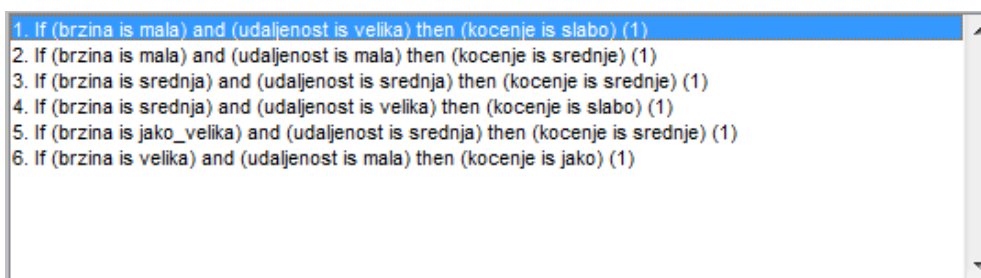 1. If (brzina is mala) and (udaljenost is velika) then (kocenje is slabo) (1)
2. If (brzina is mala) and (udaljenost is mala) then (kocenje is srednje) (1)
3. If (brzina is srednja) and (udaljenost is srednja) then (kocenje is srednje) (1)
4. If (brzina is srednja) and (udaljenost is velika) then (kocenje is slabo) (1)
5. If (brzina is jako_velika) and (udaljenost is srednja) then (kocenje is srednje) (1)
6. If (brzina is velika) and (udaljenost is mala) then (kocenje is jako) (1)